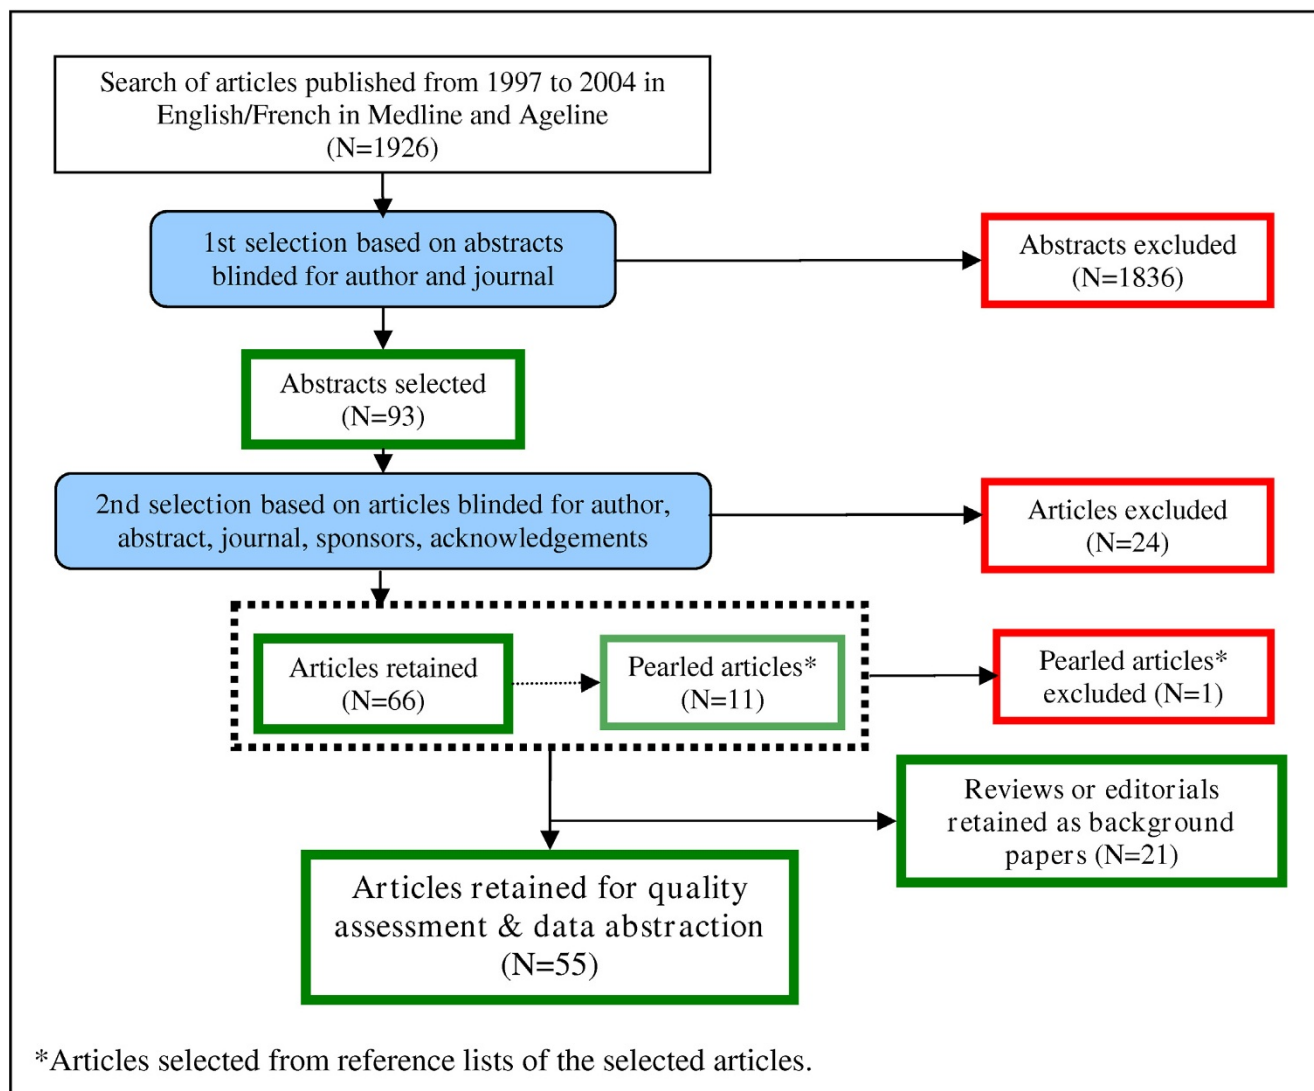 Search of articles published from 1997 to 2004 in
English/French in Medline and Ageline
(N=1926)
1st selection based on abstracts
blinded for author and journal
Abstracts excluded
(N=1836)
Abstracts selected
(N=93)
2nd selection based on articles blinded for author,
abstract, journal, sponsors, acknowledgements
Articles excluded
(N=24)
Articles retained
(N=66)
Pearled articles*
(N=11)
Pearled articles*
excluded (N=1)
Reviews or editorials
retained as background
papers (N=21)
Articles retained for quality
assessment & data abstraction
(N=55)
*Articles selected from reference lists of the selected articles.